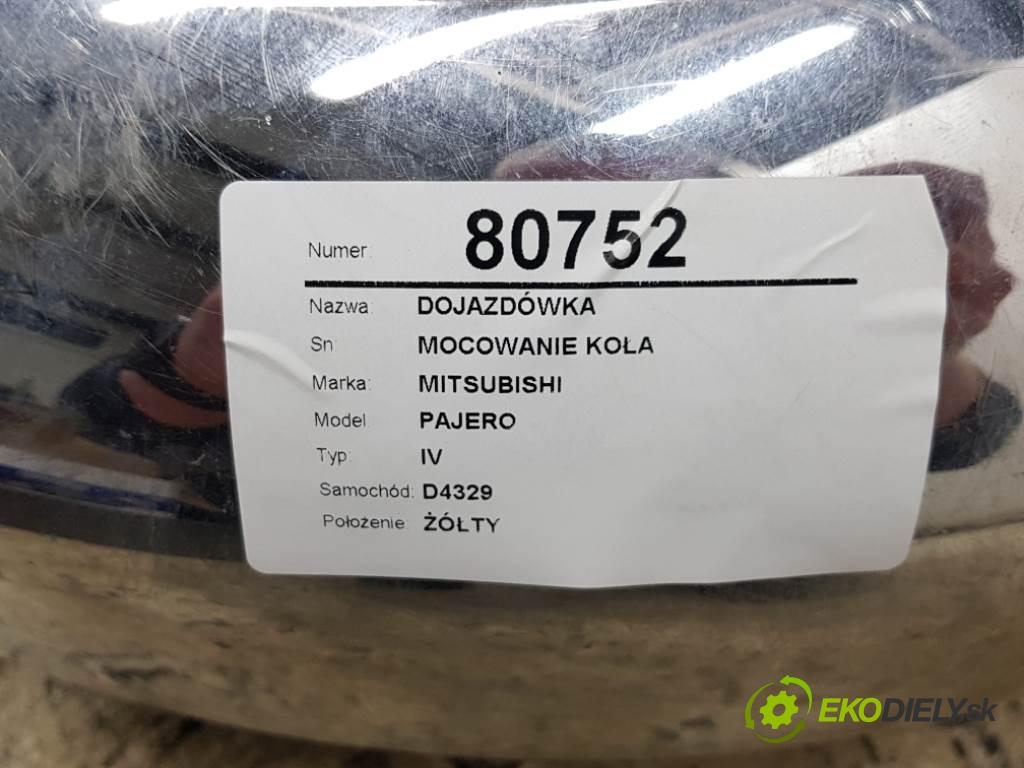 Numer: 80752
Nazwa: DOJAZDÓWKA
Sn: MOCOWANIE KOŁA
Marka: MITSUBISHI
Model PAJERO
Typ: IV
Samochód: D4329
Położenie: ŻÓŁTY
EKODIELY.sk